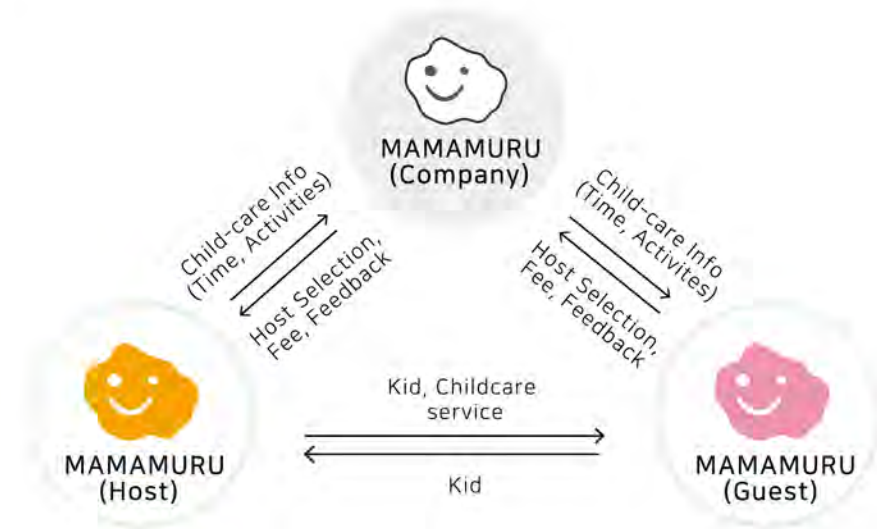 MAMAMURU
(Company)
Child-care Info
(Time, Activities)
Host Selection,
Fee, Feedback
Child-care Info
(Time, Activites)
Host Selection,
Fee, Feedback
Kid, Childcare
service
Kid
MAMAMURU
(Host)
MAMAMURU
(Guest)